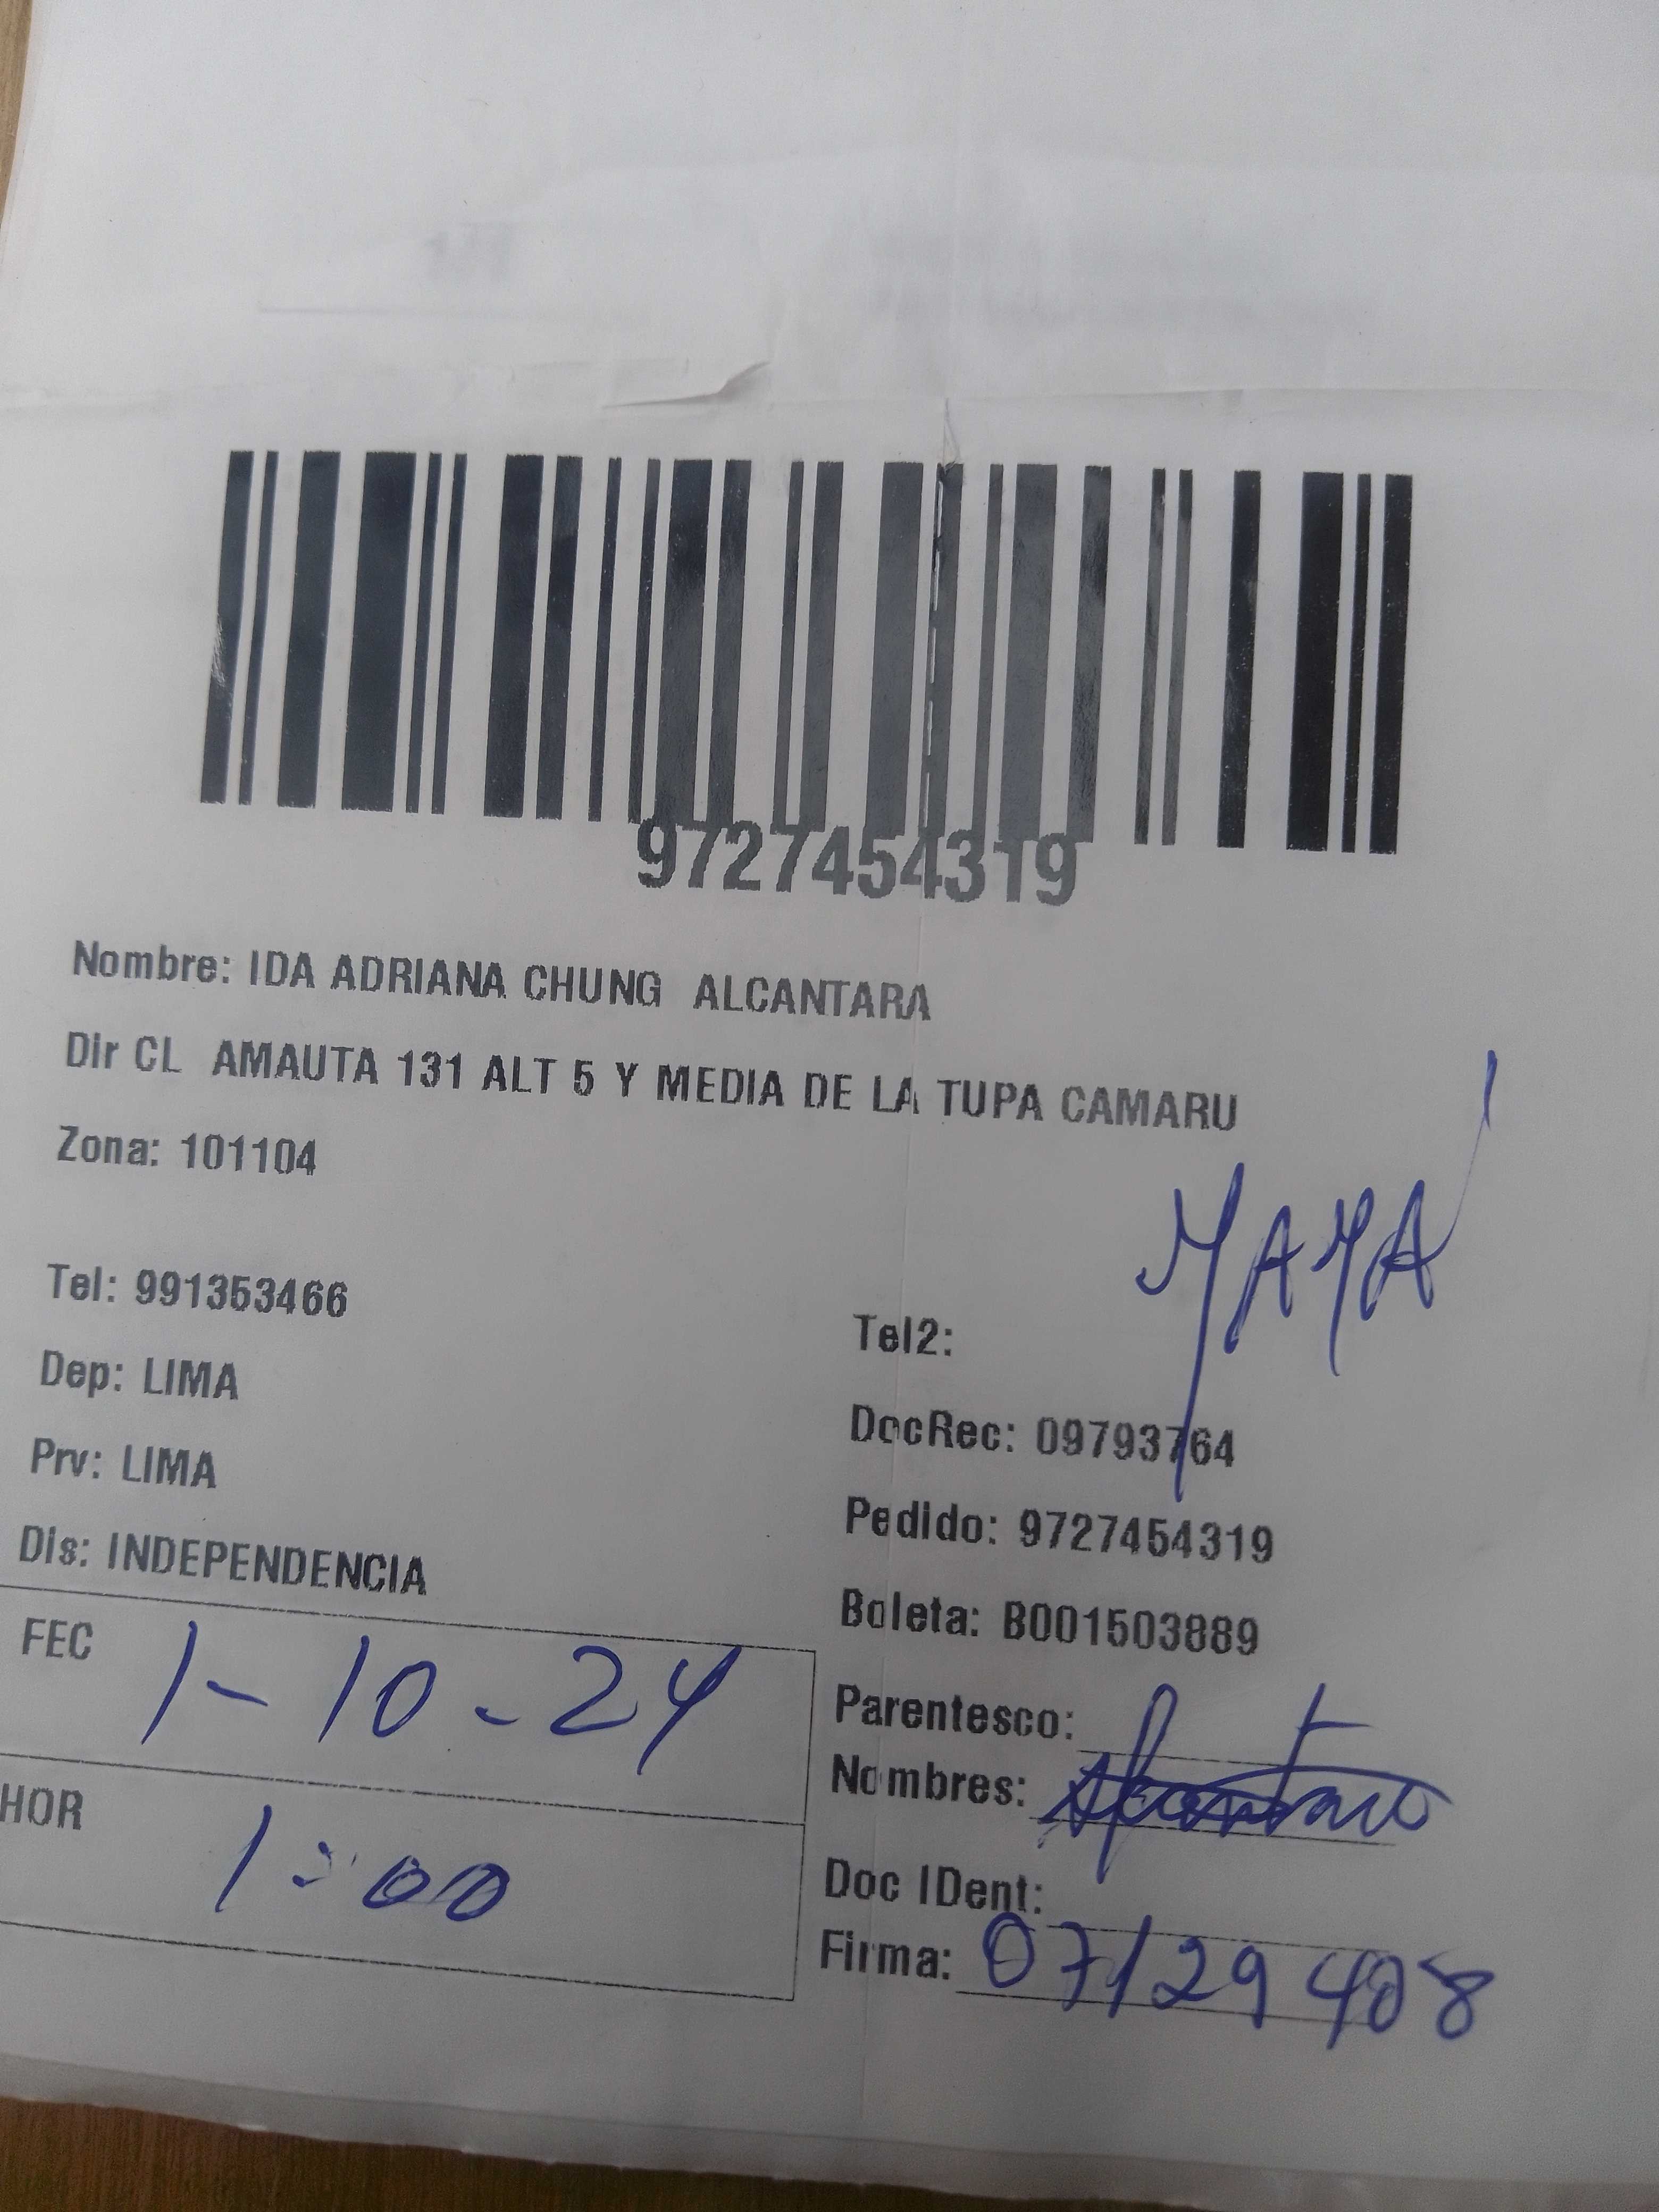 9727454319
Nombre: IDA ADRIANA CHUNG ALCANTARA
Dir CL AMAUTA 131 ALT 5 Y MEDIA DE LA TUPA CAMARU
Zona: 101104
MAMÁ
Tel: 991353466
Tel2:
Dep: LIMA
DocRec: 09793764
Prv: LIMA
Pedido: 9727454319
Dis: INDEPENDENCIA
Boleta: B001503889
FEC 1-10-24
Parentesco:
Nombres:
HOR 1:00
Doc IDent:
Firma: 07129408